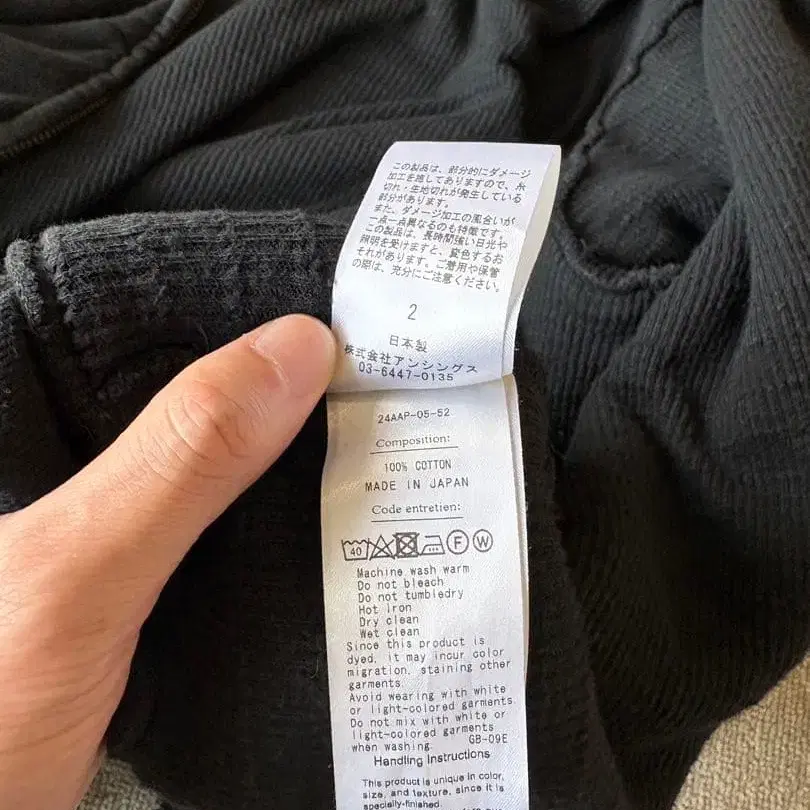 この製品は、部分的にダメージ
加工を施してありますので、糸
切れ・生地切れが発生している
部分があります。
また、ダメージ加工の風合いが
一点一点異なるのも特徴です。
この製品は、長時間強い日光や
照明を受けますと、変色するお
それがあります。ご着用や保管
の際は、充分にご注意ください。
2
日本製
株式会社アンシングス
03-6447-0135
24AAP-05-52
Composition:
100% COTTON
MADE IN JAPAN
Code entretien:
40 F W
Machine wash warm
Do not bleach
Do not tumbledry
Hot iron
Dry clean
Wet clean
Since this product is
dyed, it may incur color
migration, staining other
garments.
Avoid wearing with white
or light-colored garments.
Do not mix with white or
light-colored garments
when washing. GB-09E
Handling Instructions
This product is unique in color,
size, and texture, since it is
specially-finished.